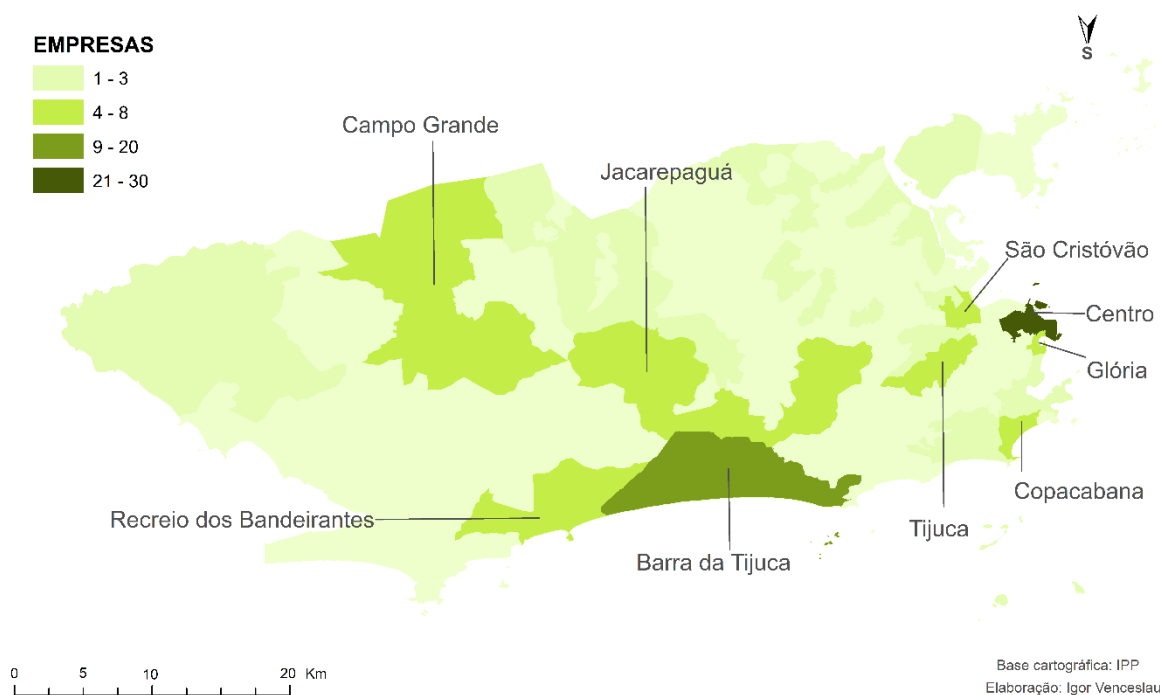 EMPRESAS
1 - 3
4 - 8
9 - 20
21 - 30
S
Campo Grande
Jacarepaguá
São Cristóvão
Centro
Glória
Copacabana
Tijuca
Recreio dos Bandeirantes
Barra da Tijuca
0 5 10 20 Km
Base cartográfica: IPP
Elaboração: Igor Venceslau